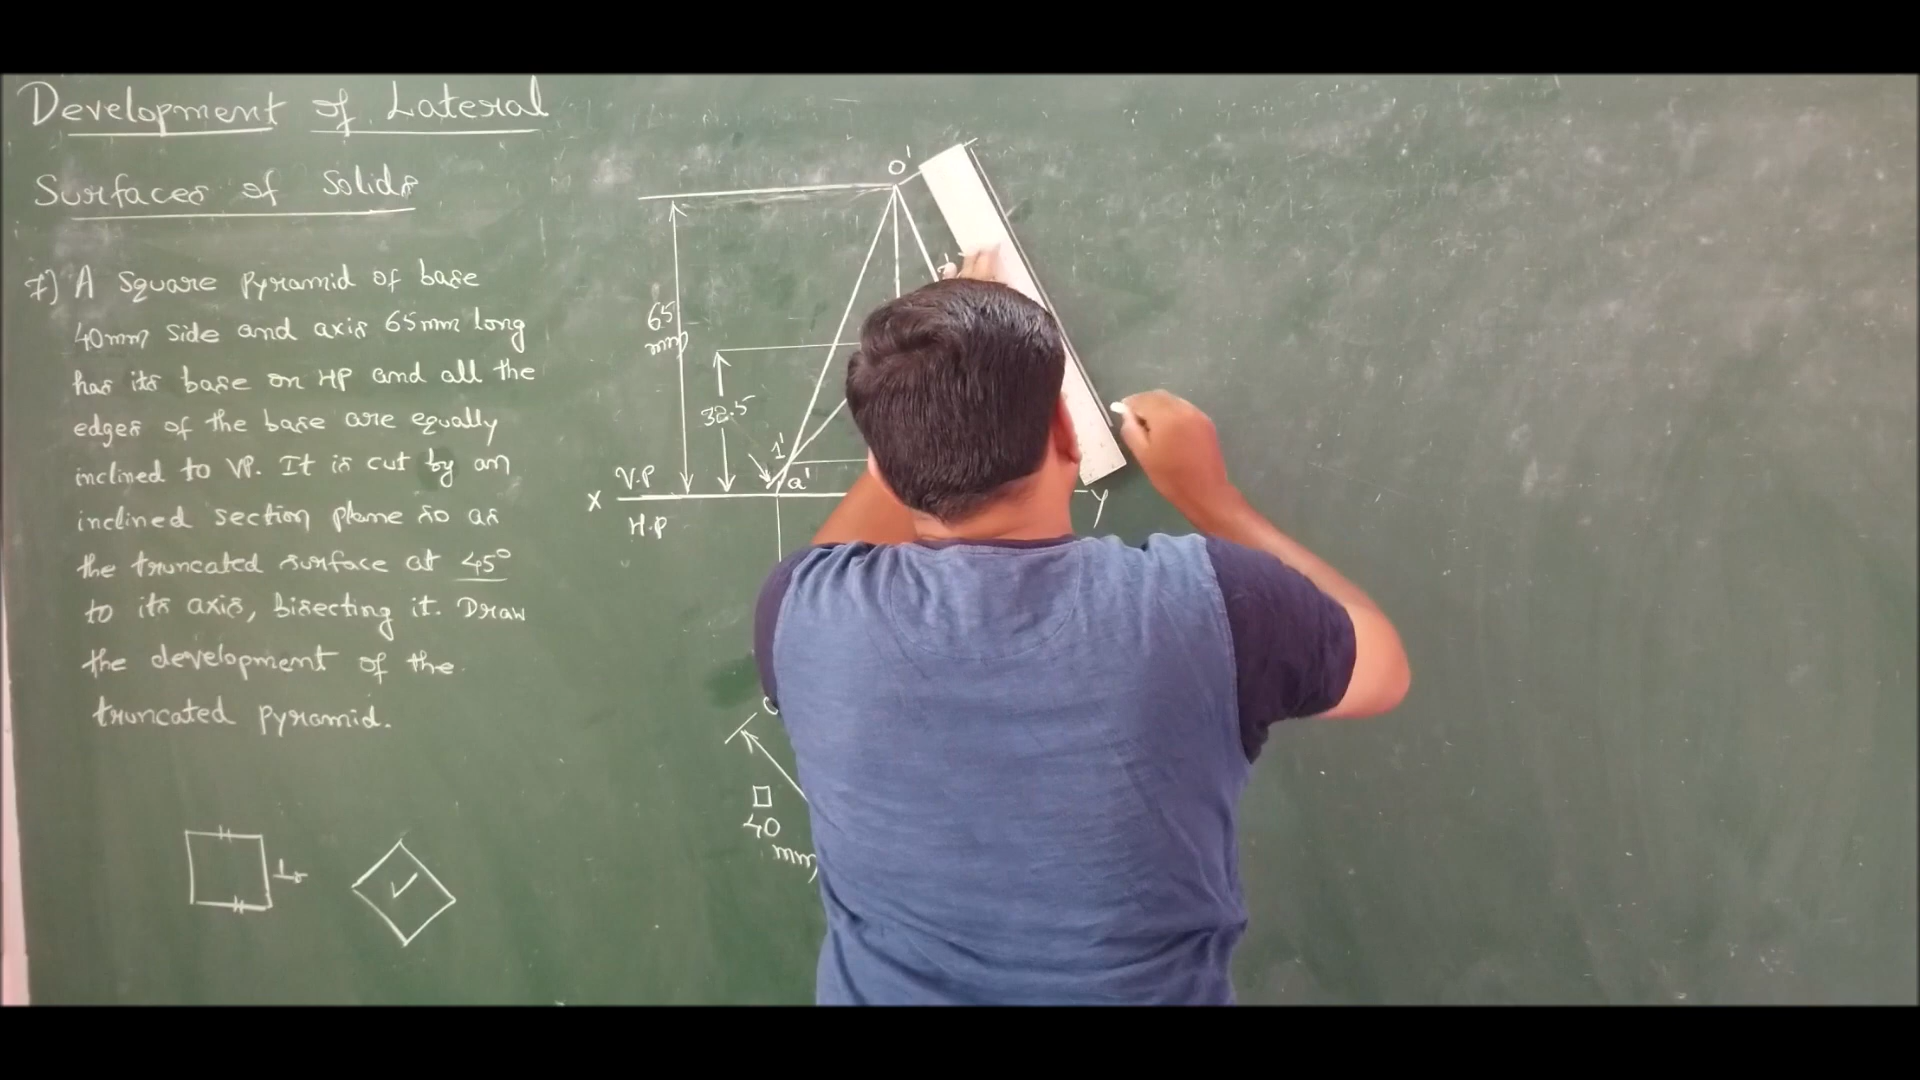 Development of Lateral
Surfaces of Solids
7) A Square Pyramid of base
40mm side and axis 65mm long
has its base on HP and all the
edges of the base are equally
inclined to VP. It is cut by an
inclined section plane so as
the truncated surface at 45°
to its axis, bisecting it. Draw
the development of the
truncated pyramid.
O'
65
mm
32.5
1'
a'
V.P
X
Y
H.P
□
40
mm